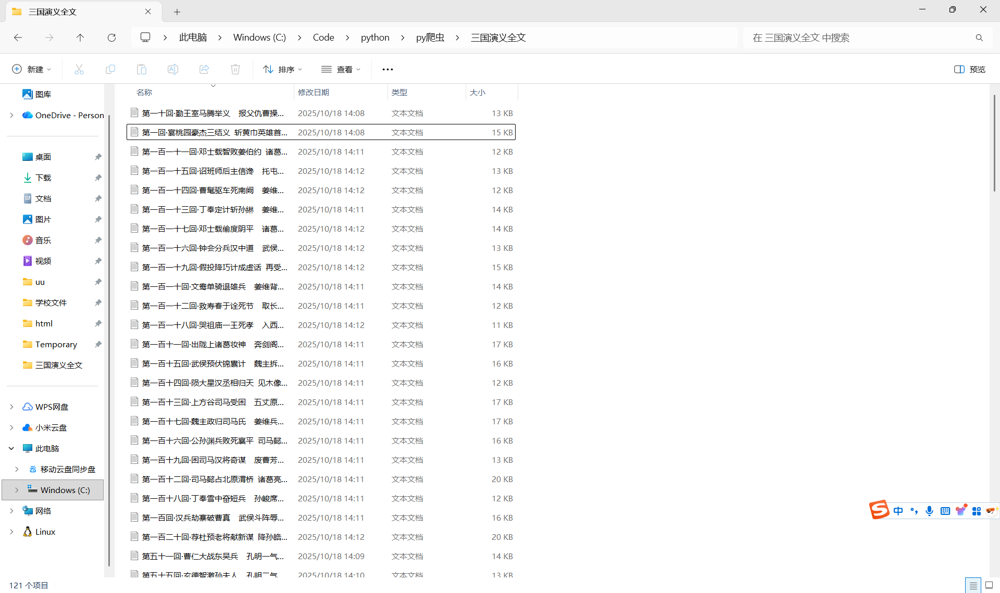 三国演义全文
此电脑 Windows (C:) Code python py爬虫 三国演义全文
在 三国演义全文 中搜索
新建 排序 查看 预览
图库
OneDrive - Person
桌面
下载
文档
图片
音乐
视频
uu
学校文件
html
Temporary
三国演义全文
WPS网盘
小米云盘
此电脑
移动云盘同步盘
Windows (C:)
网络
Linux
名称 修改日期 类型 大小
第一十回·勤王室马腾举义 报父仇曹操... 2025/10/18 14:08 文本文档 13 KB
第一回·宴桃园豪杰三结义 斩黄巾英雄首... 2025/10/18 14:08 文本文档 15 KB
第一百一十一回·邓士载智败姜伯约 诸葛... 2025/10/18 14:11 文本文档 12 KB
第一百一十五回·诏班师后主信谗 托屯... 2025/10/18 14:12 文本文档 13 KB
第一百一十四回·曹髦驱车死南阙 姜维... 2025/10/18 14:12 文本文档 12 KB
第一百一十三回·丁奉定计斩孙綝 姜维... 2025/10/18 14:11 文本文档 14 KB
第一百一十七回·邓士载偷度阴平 诸葛... 2025/10/18 14:12 文本文档 14 KB
第一百一十六回·钟会分兵汉中道 武侯... 2025/10/18 14:12 文本文档 13 KB
第一百一十九回·假投降巧计成虚话 再受... 2025/10/18 14:12 文本文档 15 KB
第一百一十回·文鸯单骑退雄兵 姜维背... 2025/10/18 14:11 文本文档 14 KB
第一百一十二回·救寿春于诠死节 取长... 2025/10/18 14:11 文本文档 12 KB
第一百一十八回·哭祖庙一王死孝 入西... 2025/10/18 14:12 文本文档 11 KB
第一百十一回·出陇上诸葛妆神 奔剑阁... 2025/10/18 14:11 文本文档 17 KB
第一百十五回·武侯预伏锦囊计 魏主拆... 2025/10/18 14:11 文本文档 16 KB
第一百十四回·陨大星汉丞相归天 见木像... 2025/10/18 14:11 文本文档 12 KB
第一百十三回·上方谷司马受困 五丈原... 2025/10/18 14:11 文本文档 17 KB
第一百十七回·魏主政归司马氏 姜维兵... 2025/10/18 14:11 文本文档 17 KB
第一百十六回·公孙渊兵败死襄平 司马懿... 2025/10/18 14:11 文本文档 16 KB
第一百十九回·困司马汉将奇谋 废曹芳... 2025/10/18 14:11 文本文档 13 KB
第一百十二回·司马懿占北原渭桥 诸葛亮... 2025/10/18 14:11 文本文档 20 KB
第一百十八回·丁奉雪中奋短兵 孙峻席... 2025/10/18 14:11 文本文档 12 KB
第一百回·汉兵劫寨破曹真 武侯斗阵辱... 2025/10/18 14:11 文本文档 16 KB
第一百二十回·荐杜预老将献新谋 降孙皓... 2025/10/18 14:12 文本文档 20 KB
第五十一回·曹仁大战东吴兵 孔明一气... 2025/10/18 14:09 文本文档 14 KB
第五十五回·玄德智激孙夫人 孔明二气 2025/10/18 14:10 文本文档 13 KB
中
121 个项目